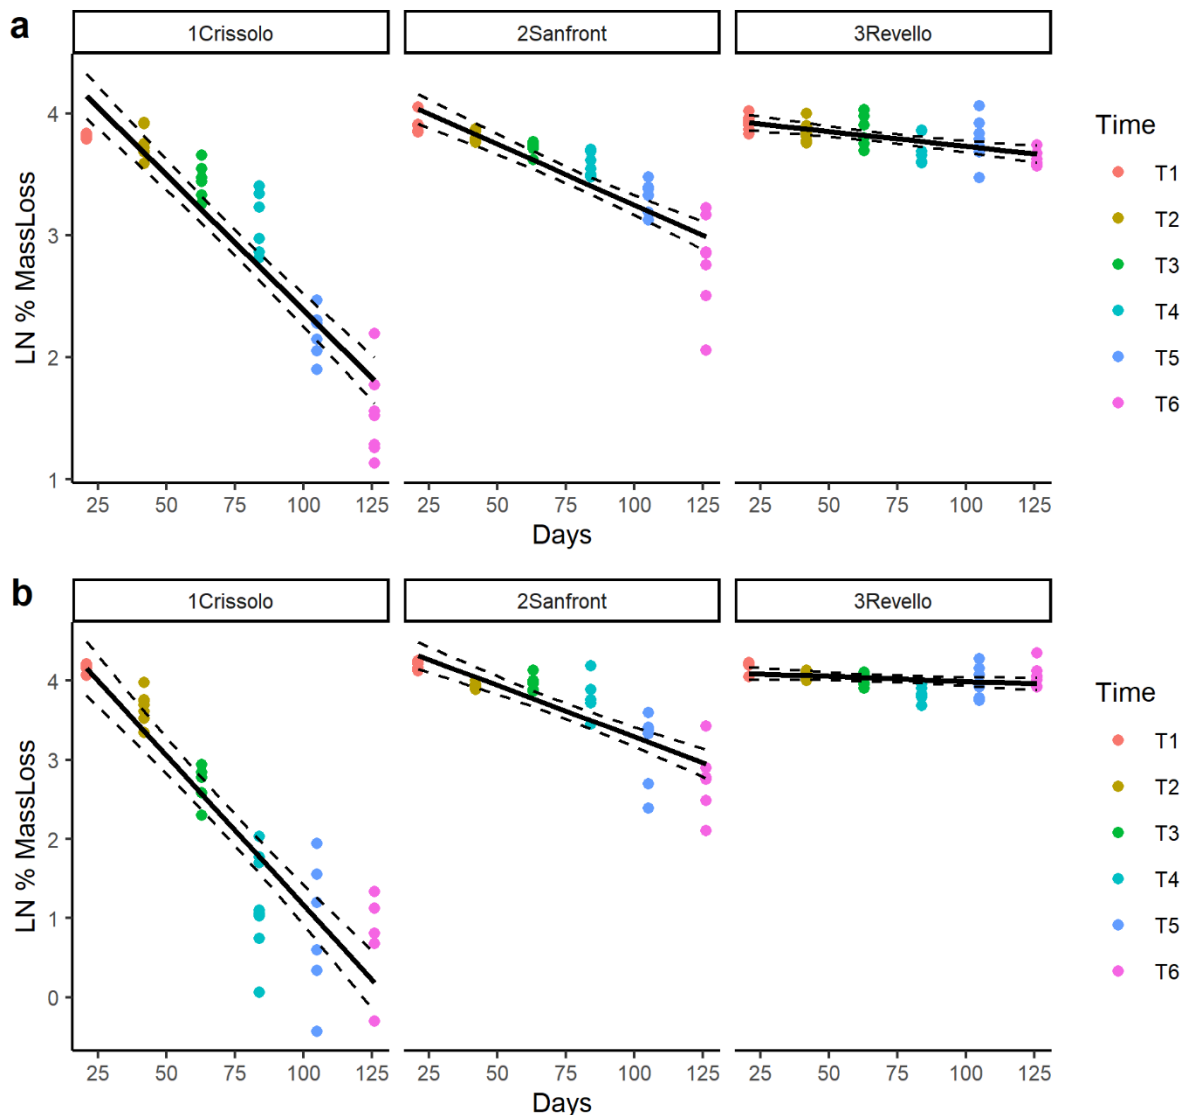 a
1Crissolo 2Sanfront 3Revello
4
3
2
1
LN % MassLoss
25 50 75 100 125 25 50 75 100 125 25 50 75 100 125
Days
Time
T1
T2
T3
T4
T5
T6
b
1Crissolo 2Sanfront 3Revello
4
3
2
1
0
LN % MassLoss
25 50 75 100 125 25 50 75 100 125 25 50 75 100 125
Days
Time
T1
T2
T3
T4
T5
T6